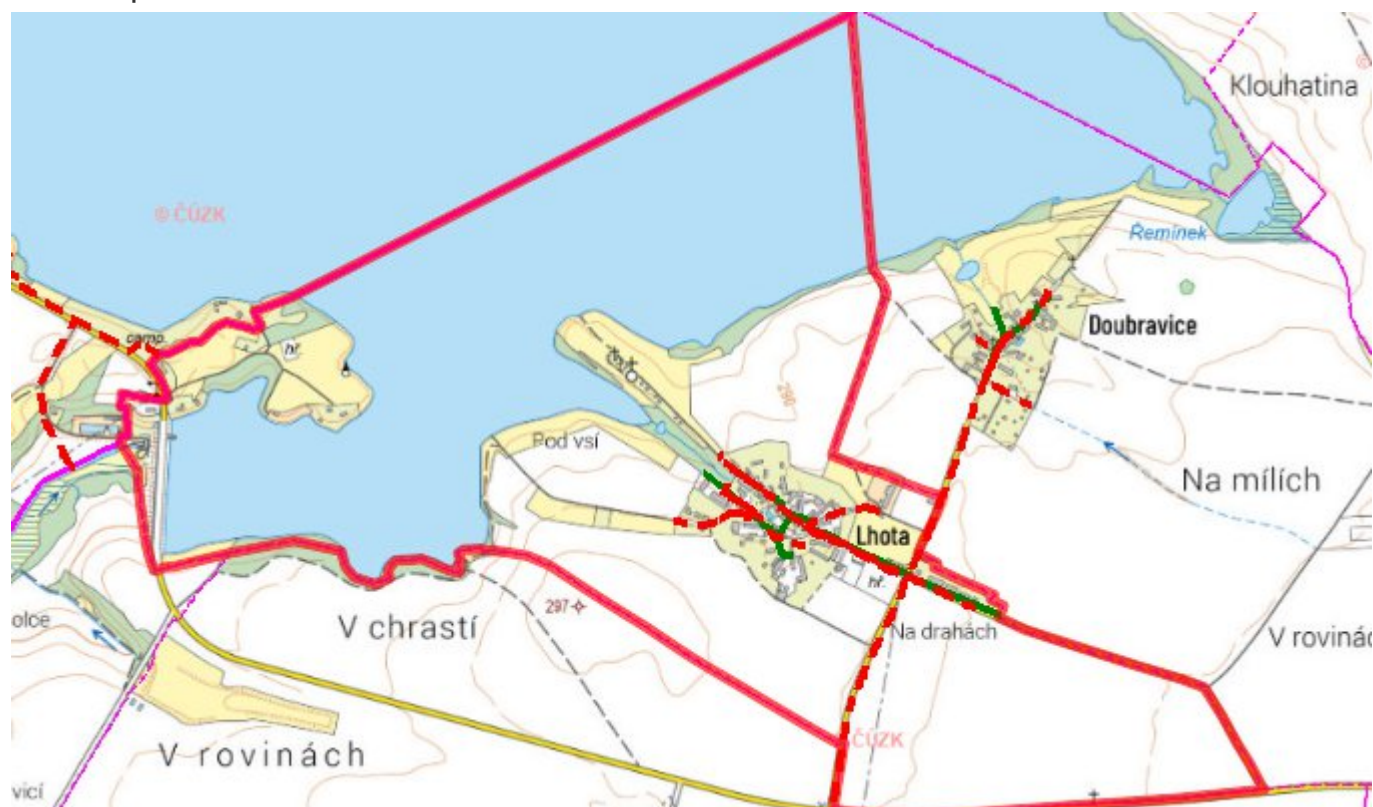 Klouhatina
© ČÚZK
Řemínek
Doubravice
camp.
hř.
290
Pod vsí
Na mílích
Lhota
hř.
297
V chrastí
Na drahách
V rovinác
olce
ČÚZK
V rovinách
vicí